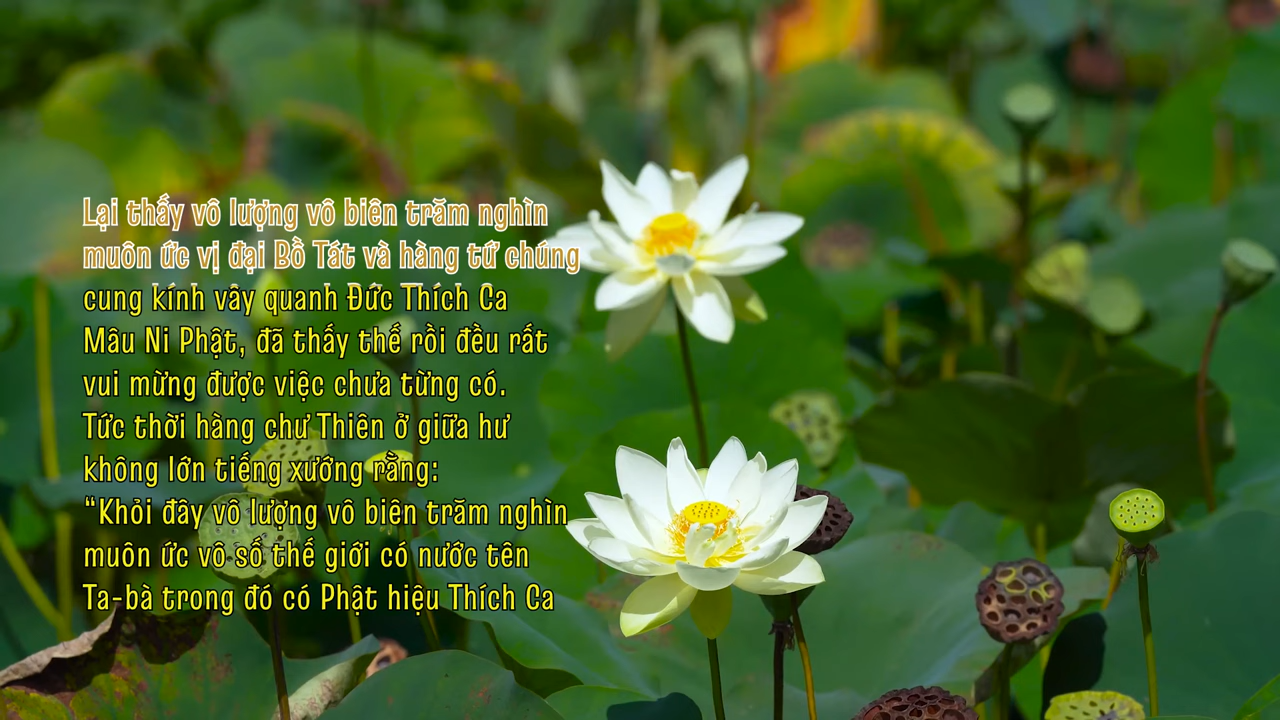 Lại thấy vô lượng vô biên trăm nghìn
muôn ức vị đại Bồ Tát và hàng tứ chúng
cung kính vây quanh Đức Thích Ca
Mâu Ni Phật, đã thấy thế rồi đều rất
vui mừng được việc chưa từng có.
Tức thời hàng chư Thiên ở giữa hư
không lớn tiếng xướng rằng:
“Khỏi đây vô lượng vô biên trăm nghìn
muôn ức vô số thế giới có nước tên
Ta-bà trong đó có Phật hiệu Thích Ca